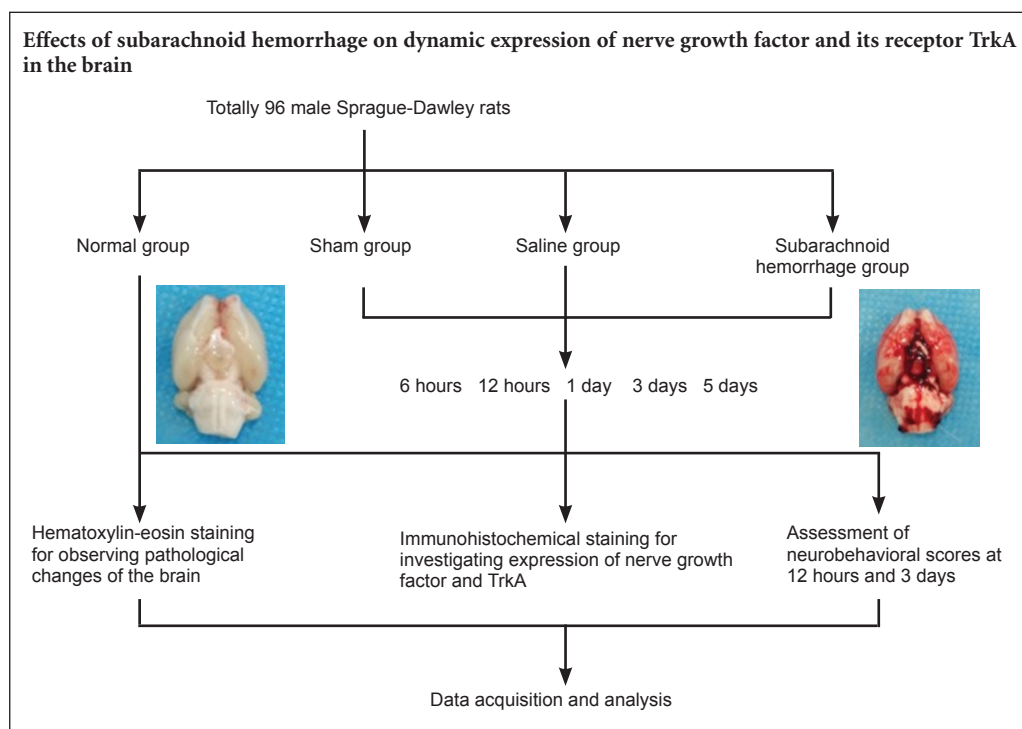 Effects of subarachnoid hemorrhage on dynamic expression of nerve growth factor and its receptor TrkA
in the brain
Totally 96 male Sprague-Dawley rats
Normal group
Sham group
Saline group
Subarachnoid
hemorrhage group
6 hours 12 hours 1 day 3 days 5 days
Hematoxylin-eosin staining
for observing pathological
changes of the brain
Immunohistochemical staining for
investigating expression of nerve growth
factor and TrkA
Assessment of
neurobehavioral scores at
12 hours and 3 days
Data acquisition and analysis